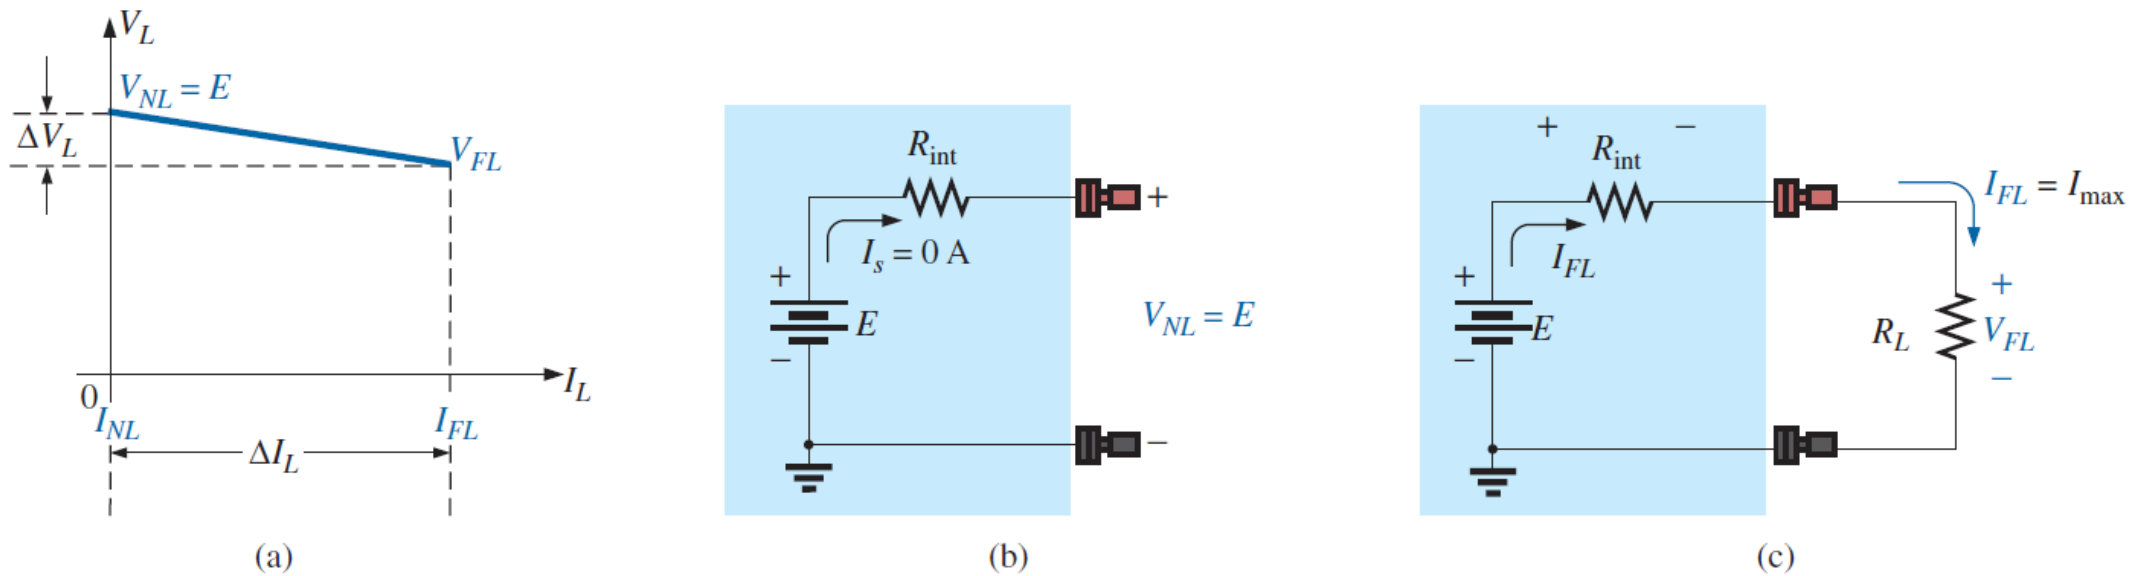 V_L
V_NL = E
ΔV_L
V_FL
0
I_L
I_NL
I_FL
ΔI_L
(a)
R_int
+
I_s = 0 A
+
E
V_NL = E
−
−
(b)
+ −
R_int
I_FL = I_max
I_FL
+
+
E
R_L
V_FL
−
−
(c)